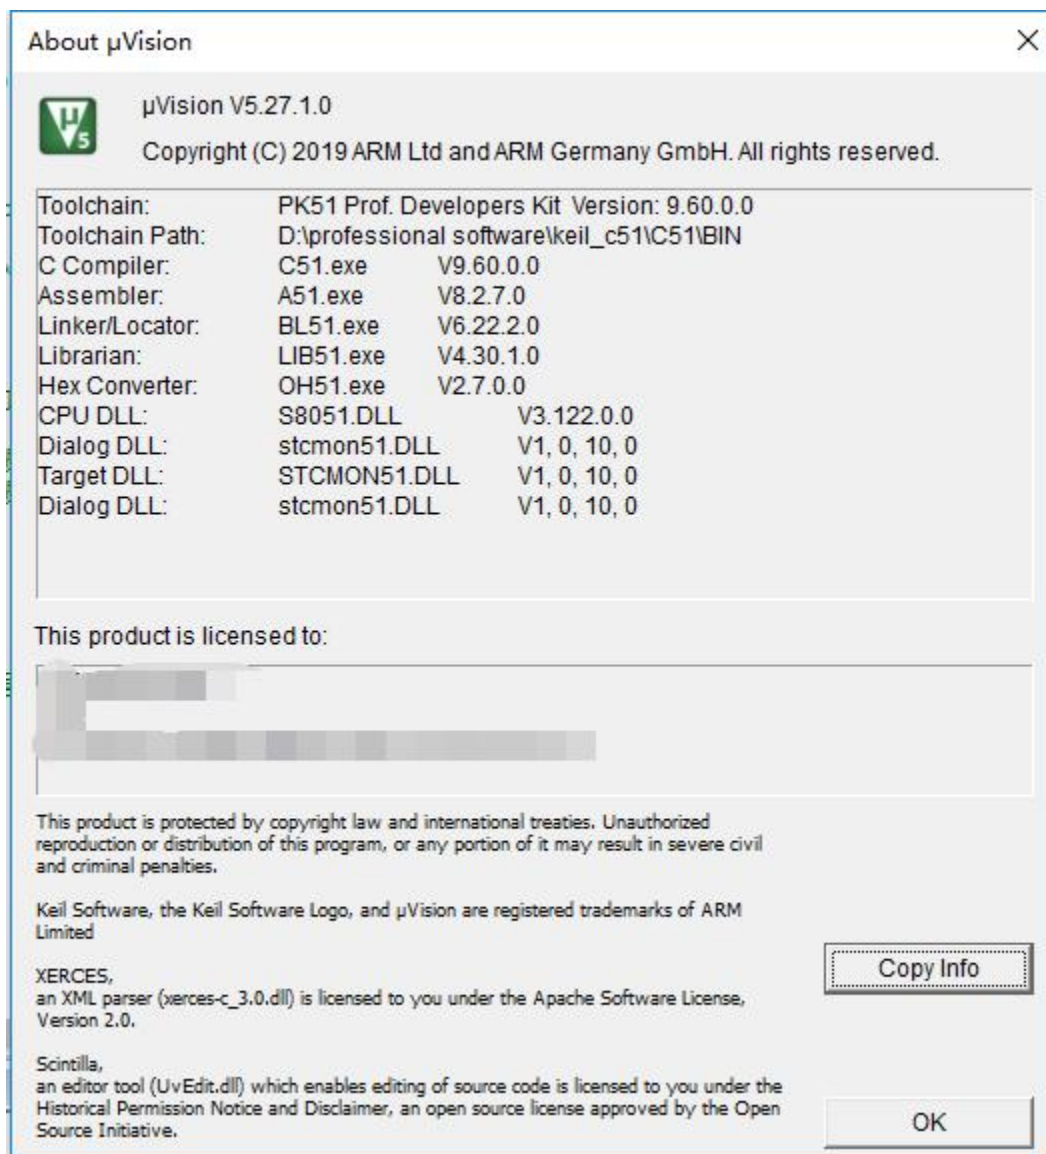 About µVision
µVision V5.27.1.0
Copyright (C) 2019 ARM Ltd and ARM Germany GmbH. All rights reserved.
Toolchain: PK51 Prof. Developers Kit Version: 9.60.0.0
Toolchain Path: D:\professional software\keil_c51\C51\BIN
C Compiler: C51.exe V9.60.0.0
Assembler: A51.exe V8.2.7.0
Linker/Locator: BL51.exe V6.22.2.0
Librarian: LIB51.exe V4.30.1.0
Hex Converter: OH51.exe V2.7.0.0
CPU DLL: S8051.DLL V3.122.0.0
Dialog DLL: stcmon51.DLL V1, 0, 10, 0
Target DLL: STCMON51.DLL V1, 0, 10, 0
Dialog DLL: stcmon51.DLL V1, 0, 10, 0
This product is licensed to:
This product is protected by copyright law and international treaties. Unauthorized
reproduction or distribution of this program, or any portion of it may result in severe civil
and criminal penalties.
Keil Software, the Keil Software Logo, and µVision are registered trademarks of ARM
Limited
XERCES,
an XML parser (xerces-c_3.0.dll) is licensed to you under the Apache Software License,
Version 2.0.
Copy Info
Scintilla,
an editor tool (UvEdit.dll) which enables editing of source code is licensed to you under the
Historical Permission Notice and Disclaimer, an open source license approved by the Open
Source Initiative.
OK